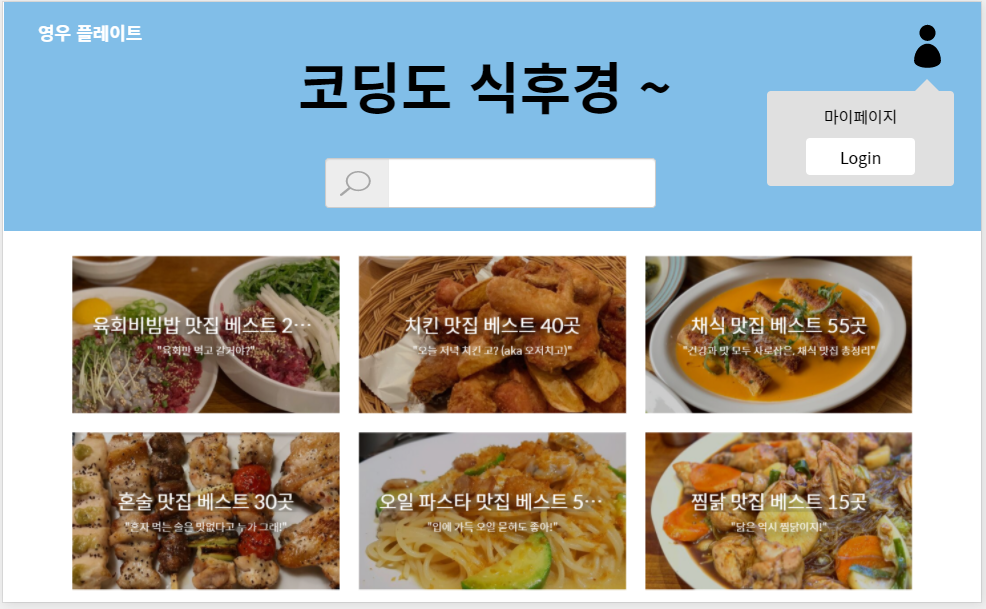 영우 플레이트
코딩도 식후경 ~
마이페이지
Login
육회비빔밥 맛집 베스트 2···
"육회만 먹고 갈거야?"
치킨 맛집 베스트 40곳
"오늘 저녁 치킨 고? (aka 오저치고)"
채식 맛집 베스트 55곳
"건강과 맛 모두 사로잡은, 채식 맛집 총정리"
혼술 맛집 베스트 30곳
"혼자 먹는 술은 맛없다고 누가 그래!"
오일 파스타 맛집 베스트 5···
"입에 가득 오일 묻혀도 좋아!"
찜닭 맛집 베스트 15곳
"닭은 역시 찜닭이지!"